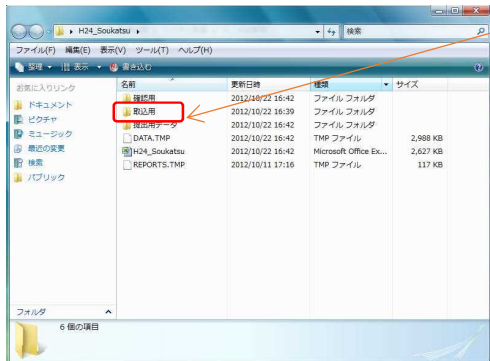 H24_Soukatsu
検索
ファイル(F) 編集(E) 表示(V) ツール(T) ヘルプ(H)
整理 表示 書き込む
お気に入りリンク
ドキュメント
ピクチャ
ミュージック
最近の変更
検索
パブリック
フォルダ
名前 更新日時 種類 サイズ
確認用 2012/10/22 16:42 ファイル フォルダ
取込用 2012/10/22 16:39 ファイル フォルダ
提出用データ 2012/10/22 16:42 ファイル フォルダ
DATA.TMP 2012/10/22 16:42 TMP ファイル 2,988 KB
H24_Soukatsu 2012/10/22 16:42 Microsoft Office Ex... 2,627 KB
REPORTS.TMP 2012/10/11 17:16 TMP ファイル 117 KB
6 個の項目